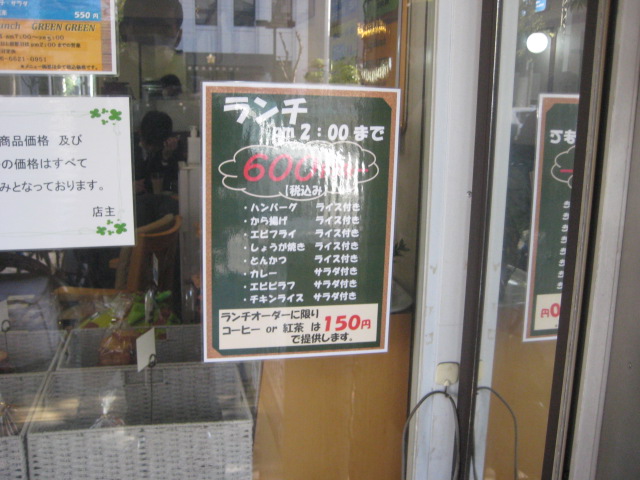 550円
GREEN GREEN
商品価格 及び
の価格はすべて
みとなっております。
店主
ランチ
pm 2:00まで
600
【税込み】
・ハンバーグ ライス付き
・から揚げ ライス付き
・エビフライ ライス付き
・しょうが焼き ライス付き
・とんかつ ライス付き
・カレー サラダ付き
・エビピラフ サラダ付き
・チキンライス サラダ付き
ランチオーダーに限り
コーヒー or 紅茶 は150円
で提供します。